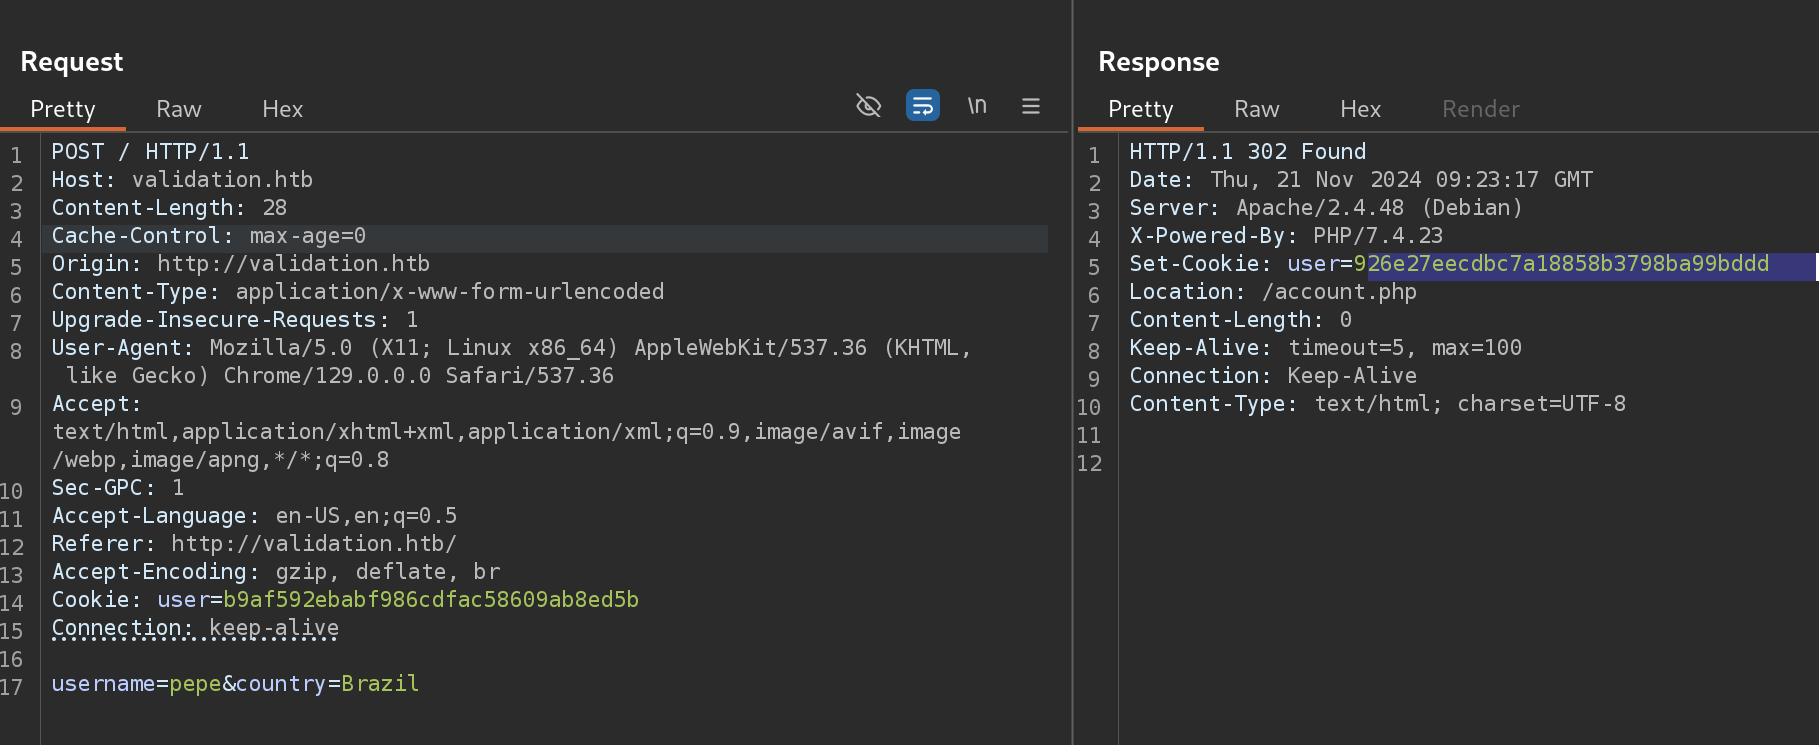 Request
Pretty Raw Hex
\n
1 POST / HTTP/1.1
2 Host: validation.htb
3 Content-Length: 28
4 Cache-Control: max-age=0
5 Origin: http://validation.htb
6 Content-Type: application/x-www-form-urlencoded
7 Upgrade-Insecure-Requests: 1
8 User-Agent: Mozilla/5.0 (X11; Linux x86_64) AppleWebKit/537.36 (KHTML,
like Gecko) Chrome/129.0.0.0 Safari/537.36
9 Accept:
text/html,application/xhtml+xml,application/xml;q=0.9,image/avif,image
/webp,image/apng,*/*;q=0.8
10 Sec-GPC: 1
11 Accept-Language: en-US,en;q=0.5
12 Referer: http://validation.htb/
13 Accept-Encoding: gzip, deflate, br
14 Cookie: user=b9af592ebabf986cdfac58609ab8ed5b
15 Connection: keep-alive
16
17 username=pepe&country=Brazil
Response
Pretty Raw Hex Render
1 HTTP/1.1 302 Found
2 Date: Thu, 21 Nov 2024 09:23:17 GMT
3 Server: Apache/2.4.48 (Debian)
4 X-Powered-By: PHP/7.4.23
5 Set-Cookie: user=926e27eecdbc7a18858b3798ba99bddd
6 Location: /account.php
7 Content-Length: 0
8 Keep-Alive: timeout=5, max=100
9 Connection: Keep-Alive
10 Content-Type: text/html; charset=UTF-8
11
12